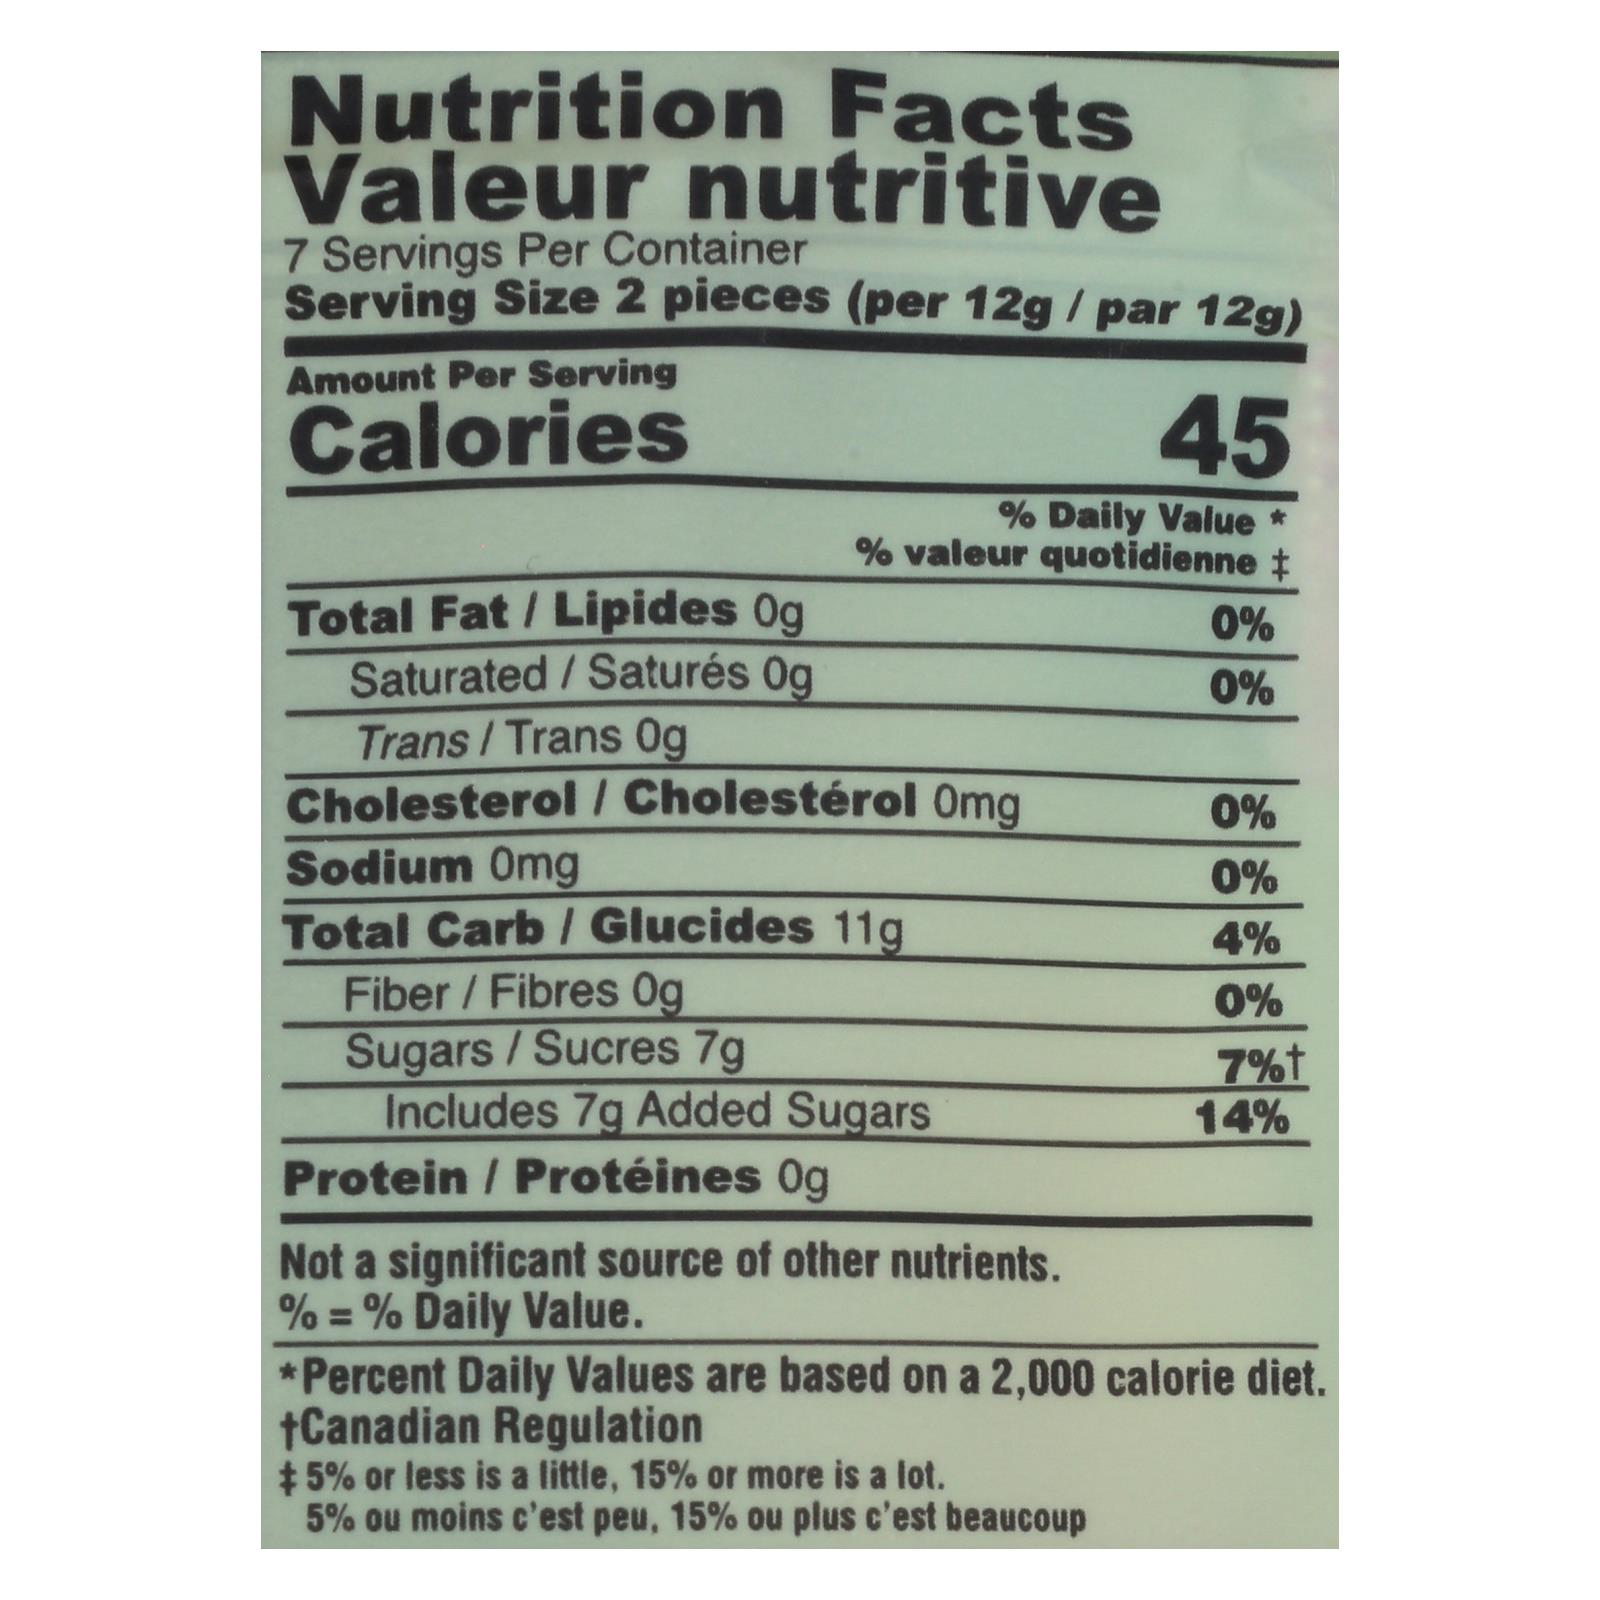 Nutrition Facts
Valeur nutritive
7 Servings Per Container
Serving Size 2 pieces (per 12g / par 12g)
Amount Per Serving
Calories 45
% Daily Value *
% valeur quotidienne ‡
Total Fat / Lipides 0g 0%
Saturated / Saturés 0g 0%
Trans / Trans 0g
Cholesterol / Cholestérol 0mg 0%
Sodium 0mg 0%
Total Carb / Glucides 11g 4%
Fiber / Fibres 0g 0%
Sugars / Sucres 7g 7%†
Includes 7g Added Sugars 14%
Protein / Protéines 0g
Not a significant source of other nutrients.
% = % Daily Value.
*Percent Daily Values are based on a 2,000 calorie diet.
†Canadian Regulation
‡ 5% or less is a little, 15% or more is a lot.
5% ou moins c'est peu, 15% ou plus c'est beaucoup